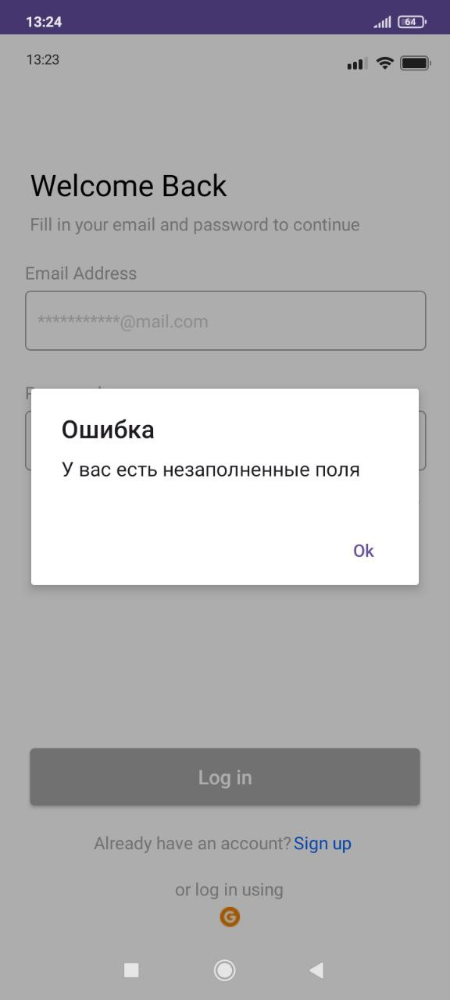 13:24
64
13:23
Welcome Back
Fill in your email and password to continue
Email Address
***********@mail.com
Ошибка
У вас есть незаполненные поля
Ok
Log in
Already have an account? Sign up
or log in using
G